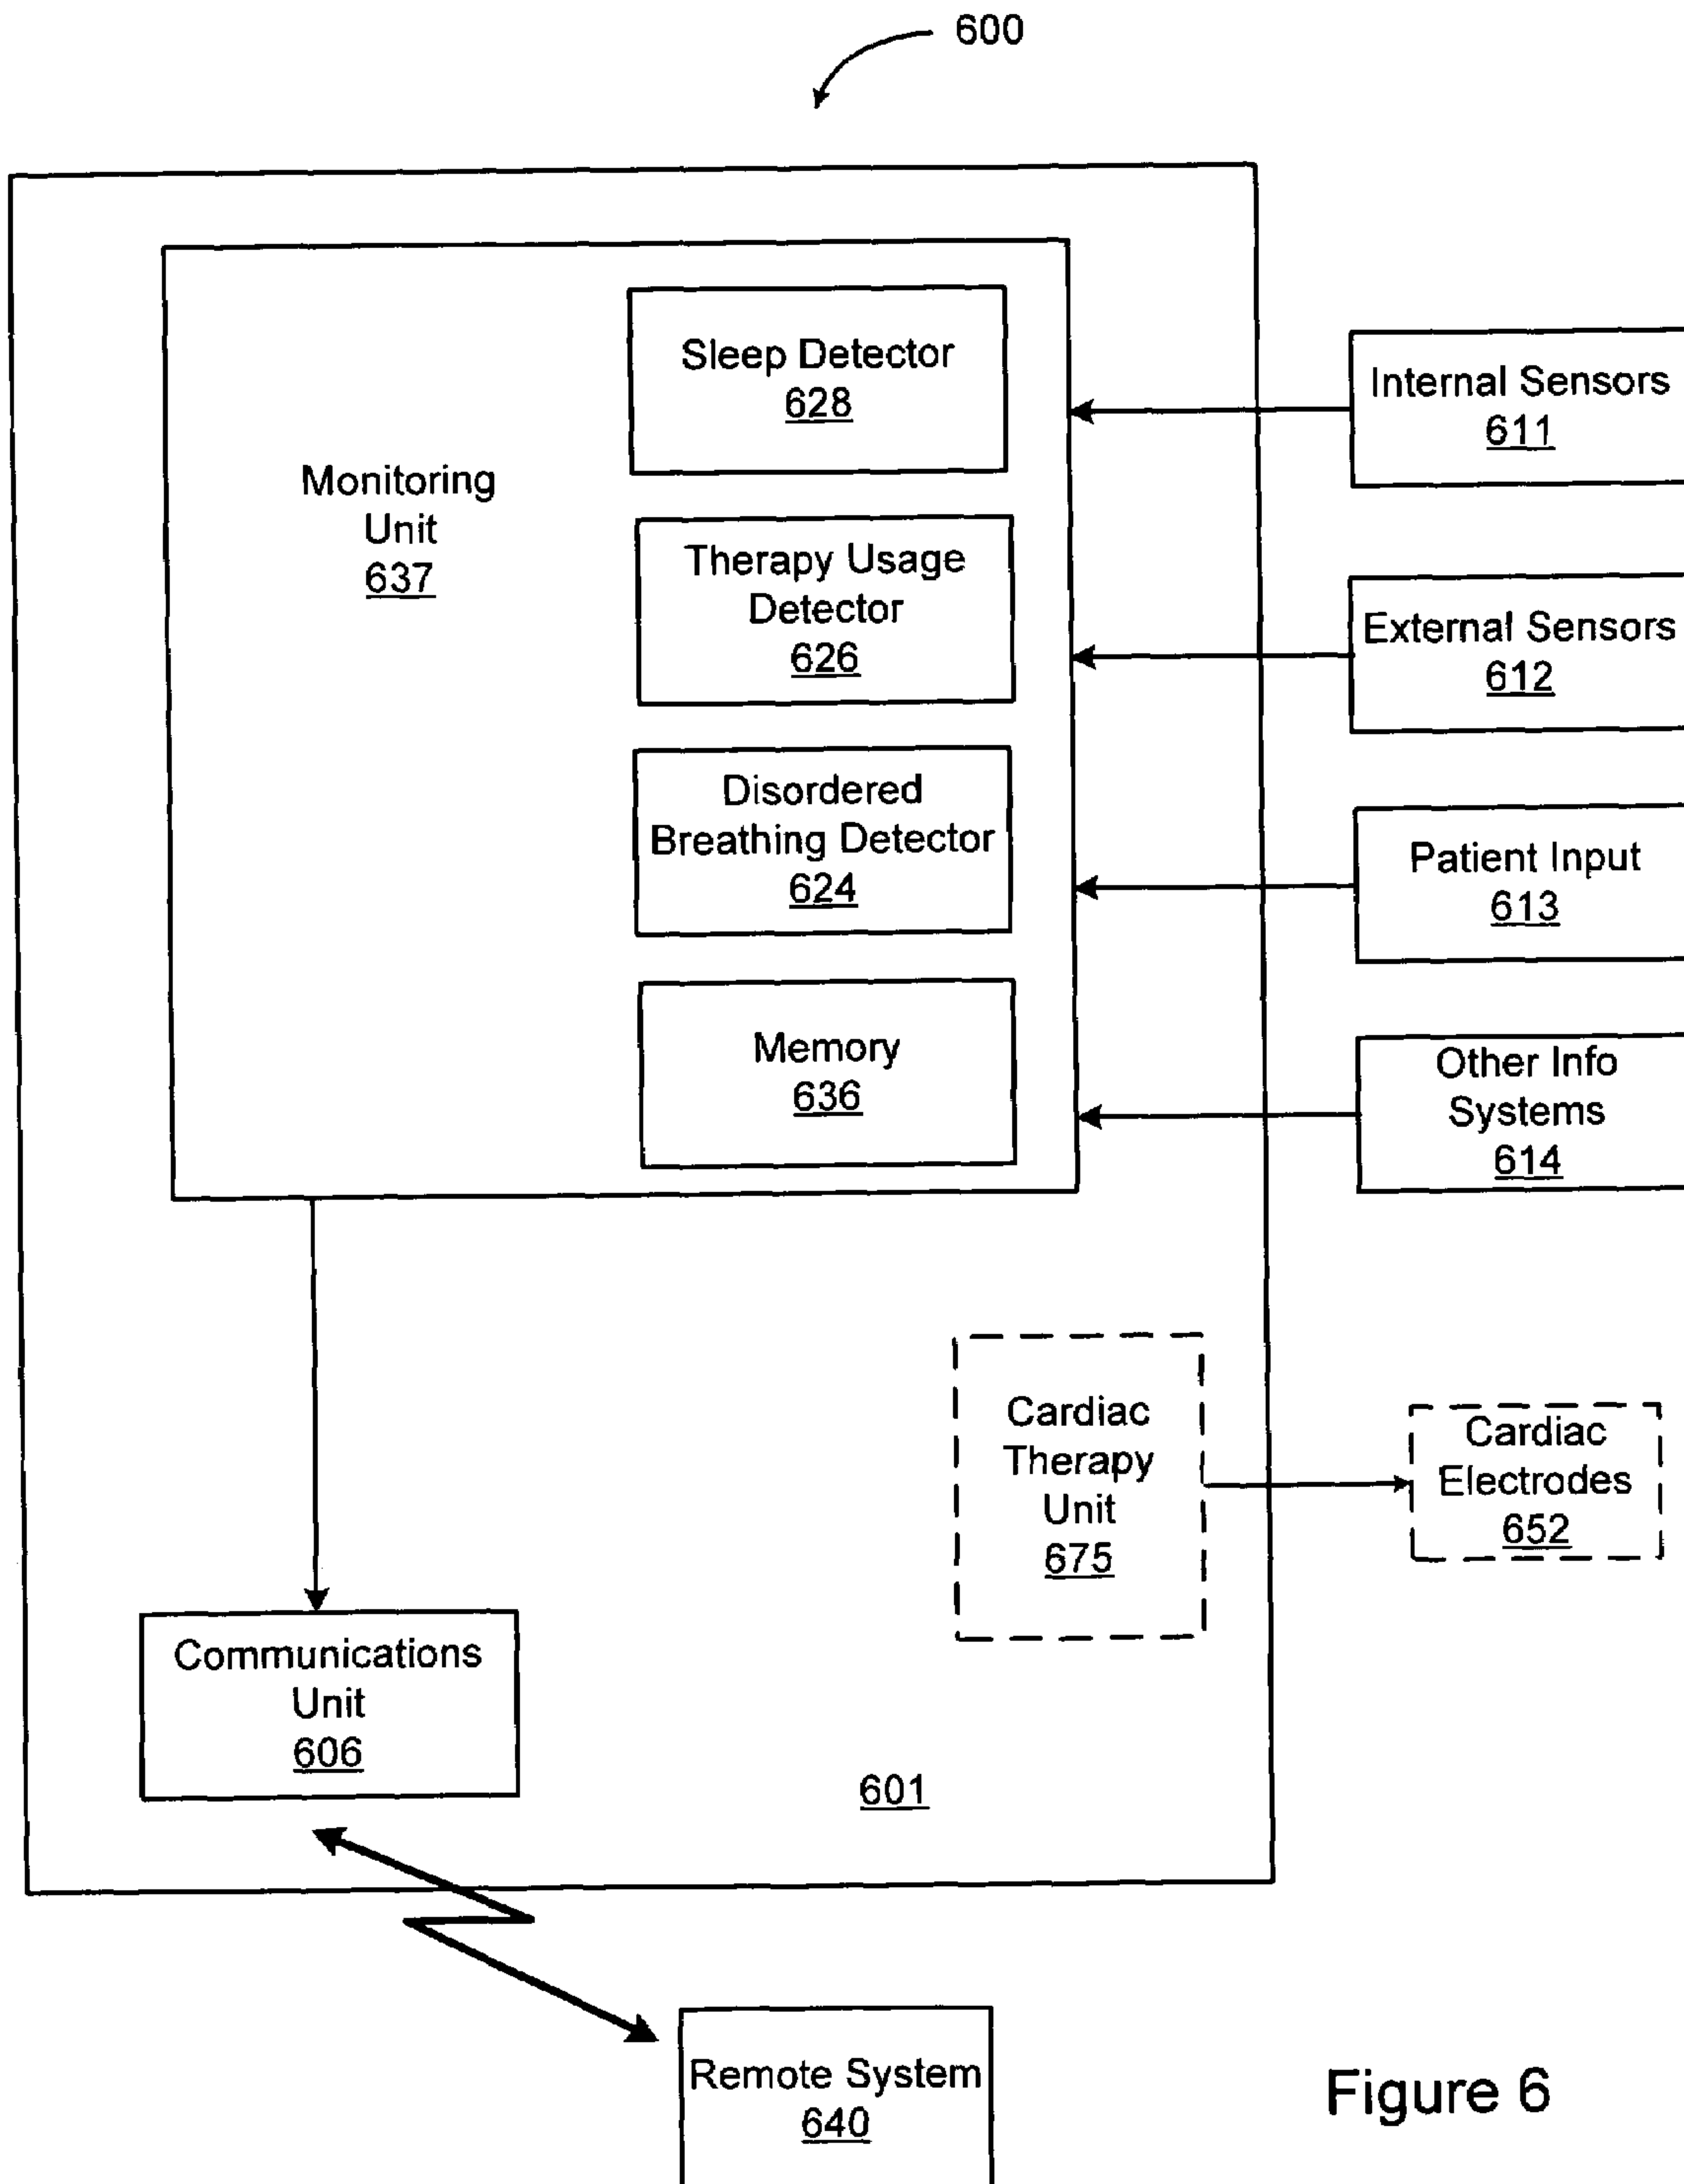 600
Sleep Detector
628
Monitoring
Unit
637
Therapy Usage
Detector
626
Disordered
Breathing Detector
624
Memory
636
Internal Sensors
611
External Sensors
612
Patient Input
613
Other Info
Systems
614
Cardiac
Therapy
Unit
675
Cardiac
Electrodes
652
Communications
Unit
606
601
Remote System
640
Figure 6